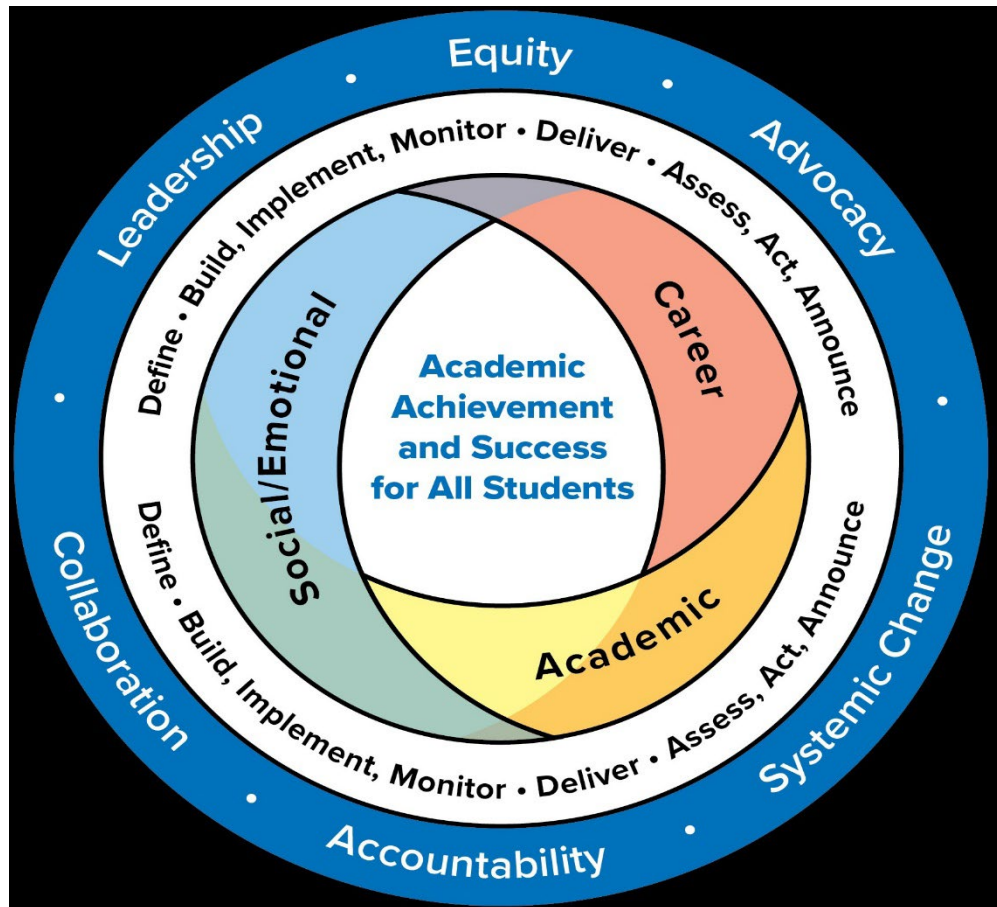 Equity
Advocacy
Systemic Change
Accountability
Collaboration
Leadership
Define • Build, Implement, Monitor • Deliver • Assess, Act, Announce
Social/Emotional
Career
Academic
Academic
Achievement
and Success
for All Students
Define • Build, Implement, Monitor • Deliver • Assess, Act, Announce